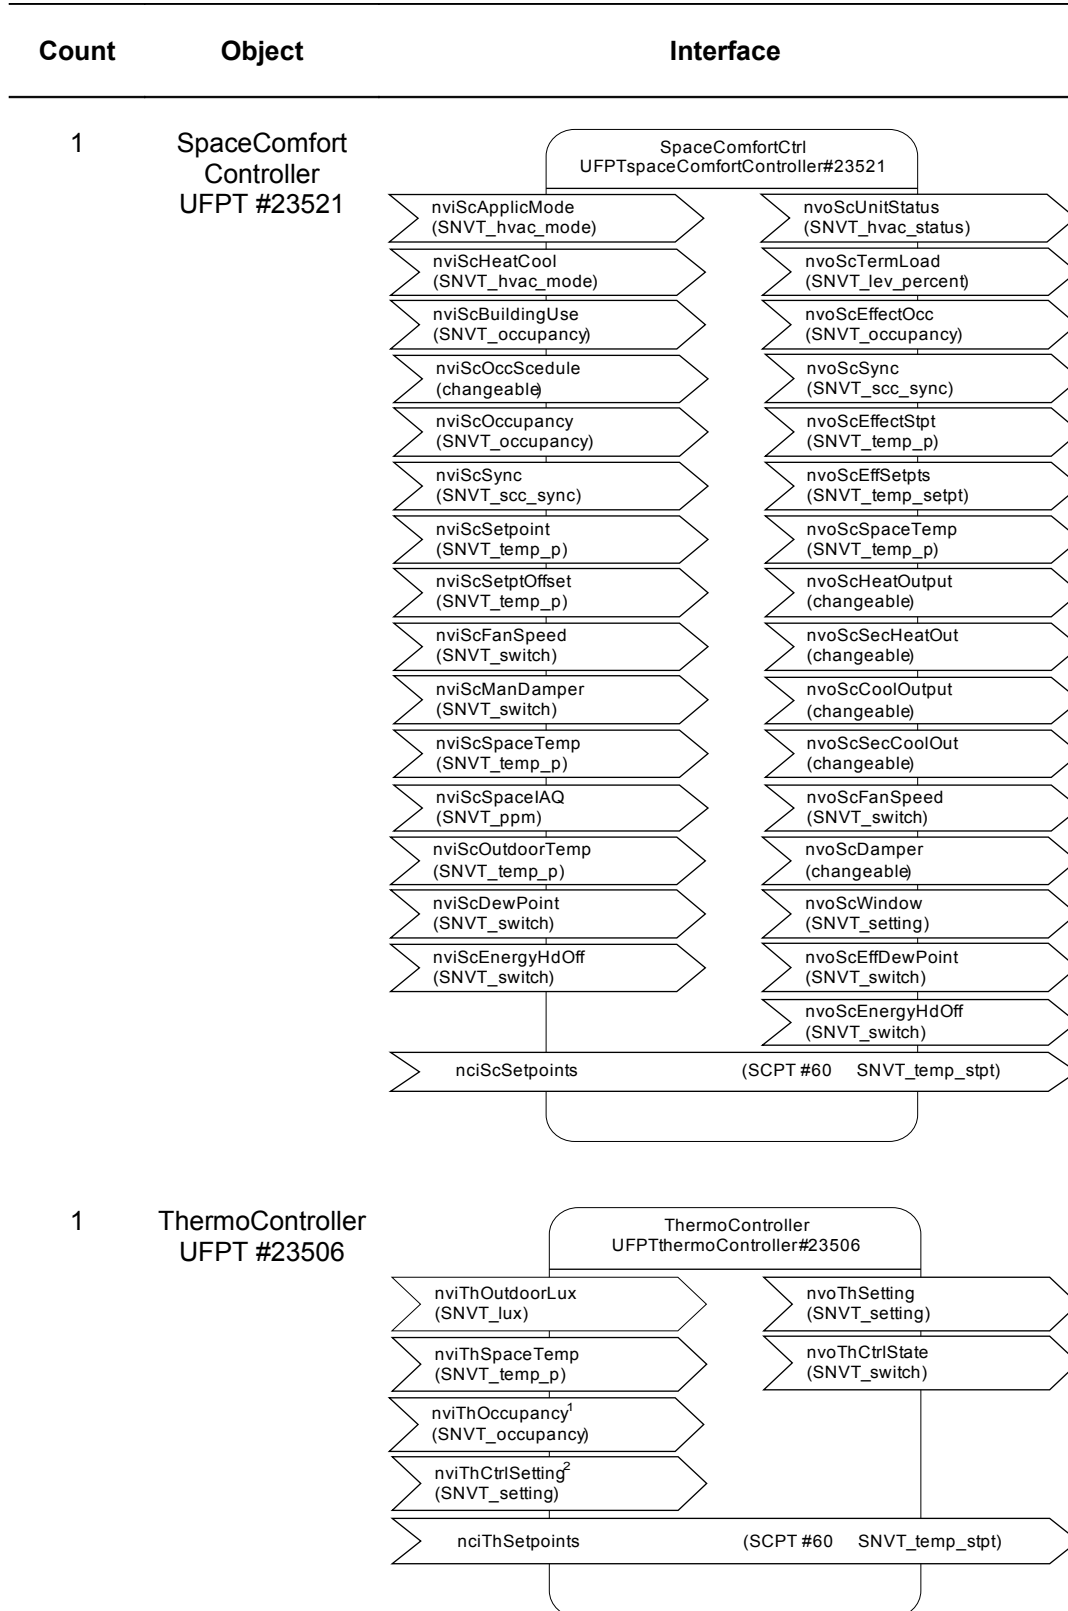 Count Object Interface
1 SpaceComfort
Controller
UFPT #23521
SpaceComfortCtrl
UFPTspaceComfortController#23521
nviScApplicMode
(SNVT_hvac_mode)
nvoScUnitStatus
(SNVT_hvac_status)
nviScHeatCool
(SNVT_hvac_mode)
nvoScTermLoad
(SNVT_lev_percent)
nviScBuildingUse
(SNVT_occupancy)
nvoScEffectOcc
(SNVT_occupancy)
nviScOccScedule
(changeable)
nvoScSync
(SNVT_scc_sync)
nviScOccupancy
(SNVT_occupancy)
nvoScEffectStpt
(SNVT_temp_p)
nviScSync
(SNVT_scc_sync)
nvoScEffSetpts
(SNVT_temp_setpt)
nviScSetpoint
(SNVT_temp_p)
nvoScSpaceTemp
(SNVT_temp_p)
nviScSetptOffset
(SNVT_temp_p)
nvoScHeatOutput
(changeable)
nviScFanSpeed
(SNVT_switch)
nvoScSecHeatOut
(changeable)
nviScManDamper
(SNVT_switch)
nvoScCoolOutput
(changeable)
nviScSpaceTemp
(SNVT_temp_p)
nvoScSecCoolOut
(changeable)
nviScSpaceIAQ
(SNVT_ppm)
nvoScFanSpeed
(SNVT_switch)
nviScOutdoorTemp
(SNVT_temp_p)
nvoScDamper
(changeable)
nviScDewPoint
(SNVT_switch)
nvoScWindow
(SNVT_setting)
nviScEnergyHdOff
(SNVT_switch)
nvoScEffDewPoint
(SNVT_switch)
nvoScEnergyHdOff
(SNVT_switch)
nciScSetpoints (SCPT #60 SNVT_temp_stpt)
1 ThermoController
UFPT #23506
ThermoController
UFPTthermoController#23506
nviThOutdoorLux
(SNVT_lux)
nvoThSetting
(SNVT_setting)
nviThSpaceTemp
(SNVT_temp_p)
nvoThCtrlState
(SNVT_switch)
nviThOccupancy¹
(SNVT_occupancy)
nviThCtrlSetting²
(SNVT_setting)
nciThSetpoints (SCPT #60 SNVT_temp_stpt)